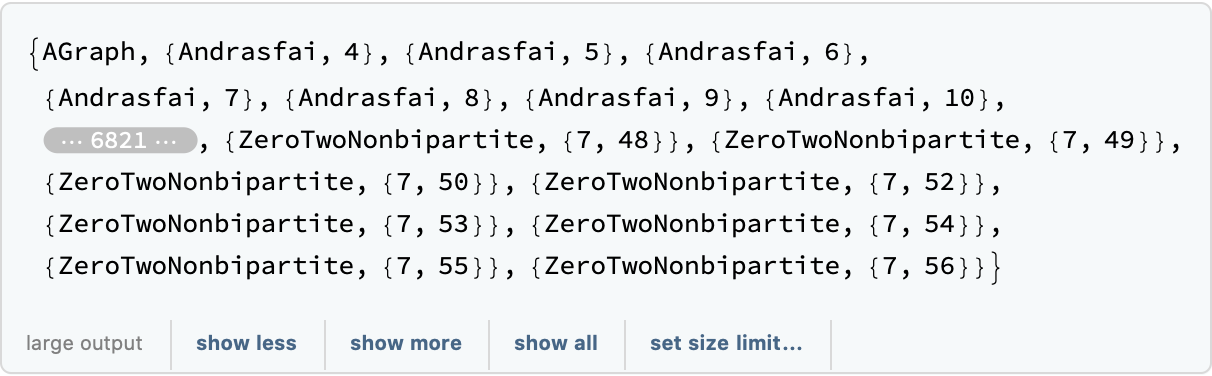 {AGraph, {Andrasfai, 4}, {Andrasfai, 5}, {Andrasfai, 6},
{Andrasfai, 7}, {Andrasfai, 8}, {Andrasfai, 9}, {Andrasfai, 10},
⋯ 6821 ⋯, {ZeroTwoNonbipartite, {7, 48}}, {ZeroTwoNonbipartite, {7, 49}},
{ZeroTwoNonbipartite, {7, 50}}, {ZeroTwoNonbipartite, {7, 52}},
{ZeroTwoNonbipartite, {7, 53}}, {ZeroTwoNonbipartite, {7, 54}},
{ZeroTwoNonbipartite, {7, 55}}, {ZeroTwoNonbipartite, {7, 56}}}
large output show less show more show all set size limit...